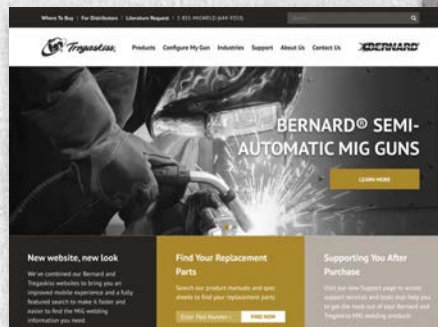 Where To Buy | For Distributors | Literature Request | 1-855-MIGWELD (644-9353)
Tregaskiss
Products Configure My Gun Industries Support About Us Contact Us
BERNARD
BERNARD® SEMI-
AUTOMATIC MIG GUNS
LEARN MORE
New website, new look
We've combined our Bernard and
Tregaskiss websites to bring you an
improved mobile experience and a fully
featured search to make it faster and
easier to find the MIG welding
information you need.
Find Your Replacement
Parts
Search our product manuals and spec
sheets to find your replacement parts
Enter Part Number
FIND NOW
Supporting You After
Purchase
Visit our new Support page to access
support services and tools that help you
to get the most out of your Bernard and
Tregaskiss MIG welding products